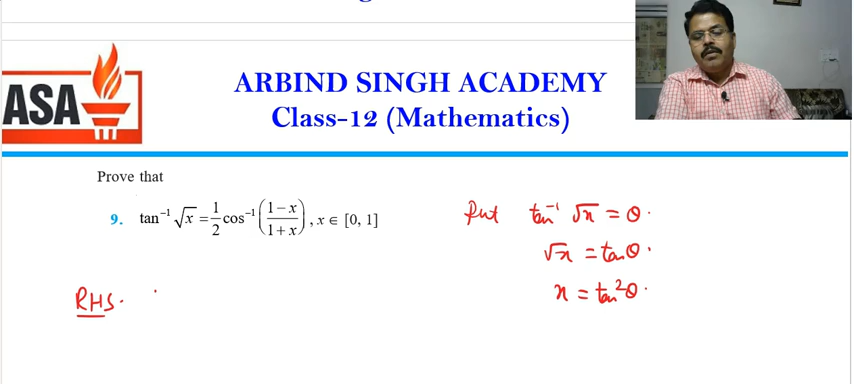 ASA
ARBIND SINGH ACADEMY
Class-12 (Mathematics)
Prove that
9. tan⁻¹ √x = 1/2 cos⁻¹ ((1−x)/(1+x)), x ∈ [0, 1]
Put tan⁻¹ √x = θ.
√x = tanθ.
x = tan²θ.
RHS.